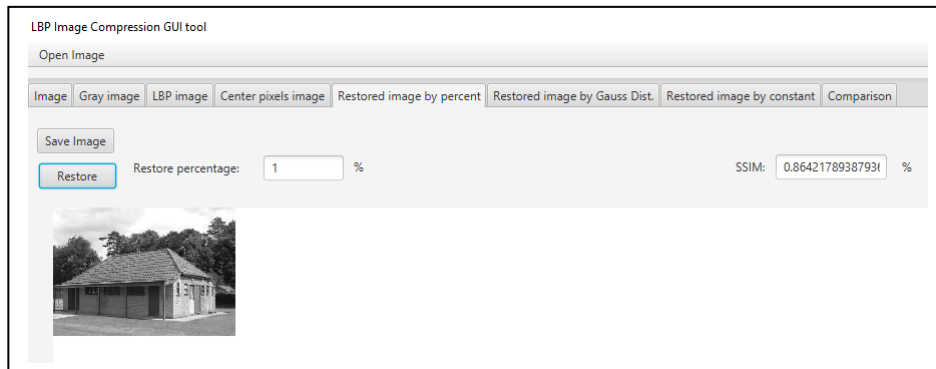 LBP Image Compression GUI tool
Open Image
Image Gray image LBP image Center pixels image Restored image by percent Restored image by Gauss Dist. Restored image by constant Comparison
Save Image
Restore Restore percentage: 1 % SSIM: 0.8642178938793 %